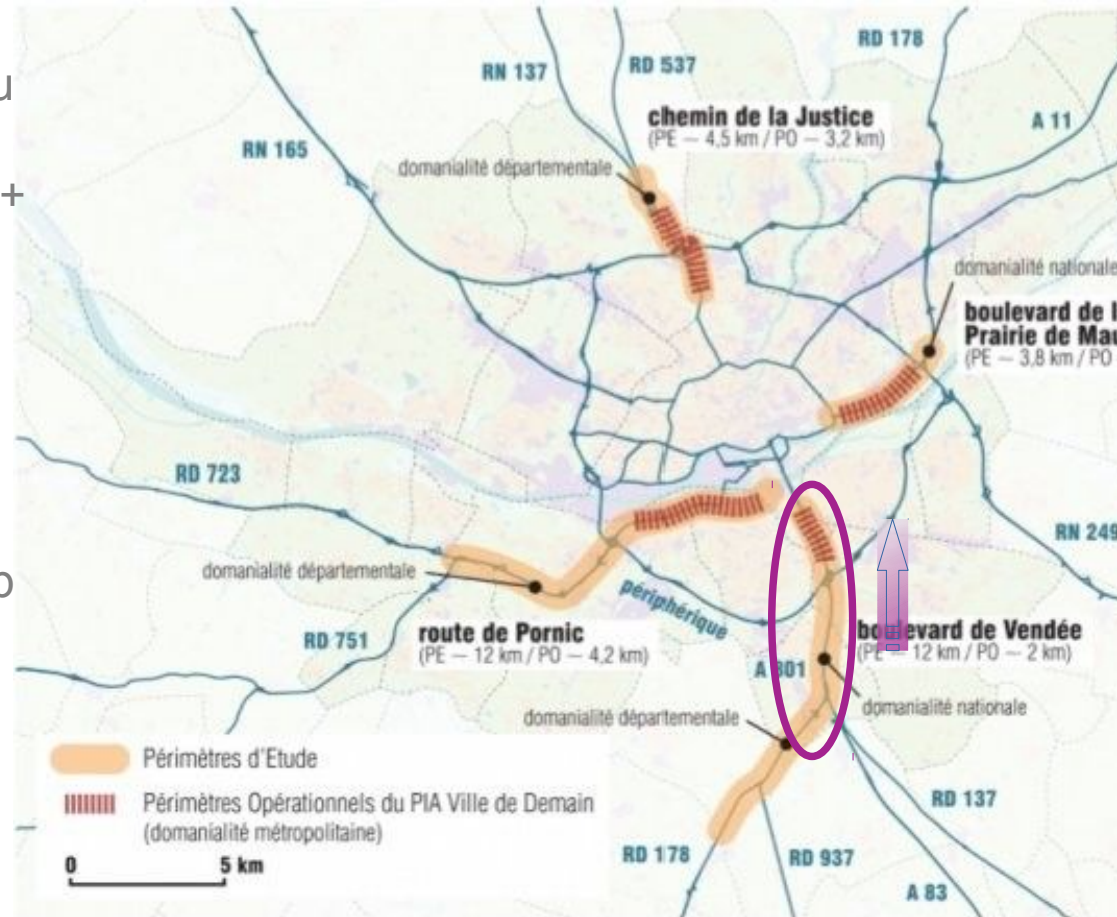 u
+
o
RN 137
RD 537
RD 178
chemin de la Justice
(PE – 4,5 km / PO – 3,2 km)
A 11
RN 165
domanialité départementale
domanialité nationale
boulevard de l
Prairie de Mau
(PE – 3,8 km / PO
RD 723
RN 249
domanialité départementale
périphérique
RD 751
route de Pornic
(PE – 12 km / PO – 4,2 km)
boulevard de Vendée
(PE – 12 km / PO – 2 km)
A 801
domanialité départementale
domanialité nationale
Périmètres d'Etude
Périmètres Opérationnels du PIA Ville de Demain
(domanialité métropolitaine)
0 5 km
RD 137
RD 178
RD 937
A 83